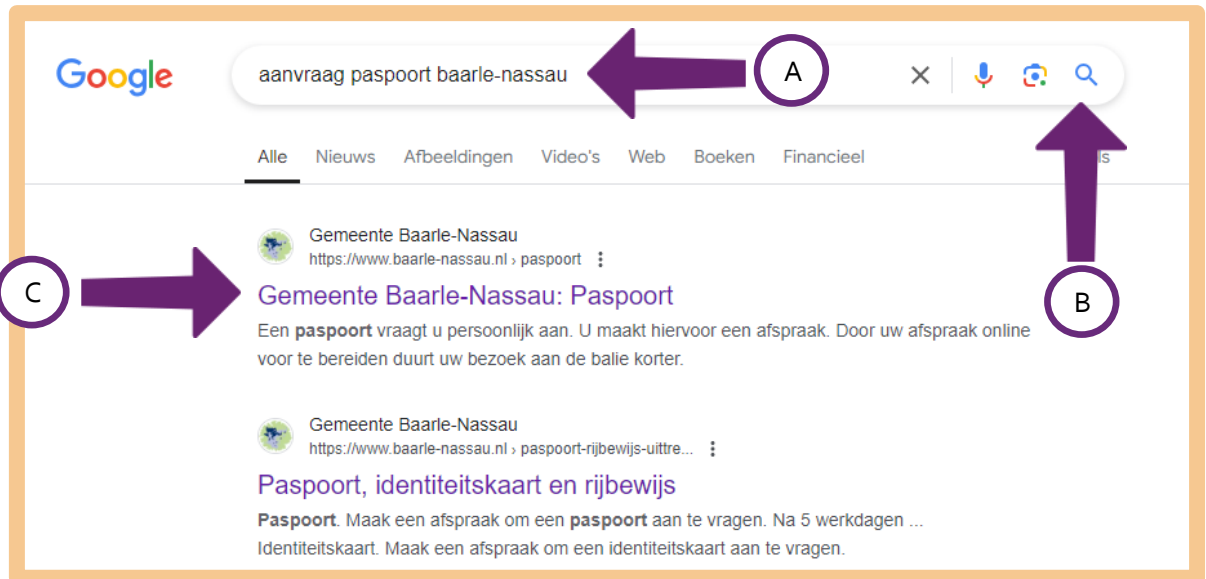 Google
aanvraag paspoort baarle-nassau
A
Alle Nieuws Afbeeldingen Video's Web Boeken Financieel
Gemeente Baarle-Nassau
https://www.baarle-nassau.nl › paspoort
C
Gemeente Baarle-Nassau: Paspoort
B
Een paspoort vraagt u persoonlijk aan. U maakt hiervoor een afspraak. Door uw afspraak online
voor te bereiden duurt uw bezoek aan de balie korter.
Gemeente Baarle-Nassau
https://www.baarle-nassau.nl › paspoort-rijbewijs-uittre...
Paspoort, identiteitskaart en rijbewijs
Paspoort. Maak een afspraak om een paspoort aan te vragen. Na 5 werkdagen ...
Identiteitskaart. Maak een afspraak om een identiteitskaart aan te vragen.